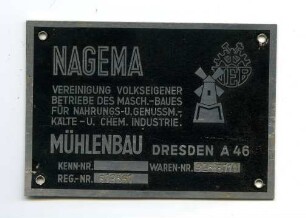 NAGEMA
VEREINIGUNG VOLKSEIGENER
BETRIEBE DES MASCH.-BAUES
FÜR NAHRUNGS-U.GENUSSM.-
KÄLTE-U. CHEM. INDUSTRIE.
MÜHLENBAU DRESDEN A 46
KENN-NR. WAREN-NR.
REG.-NR.